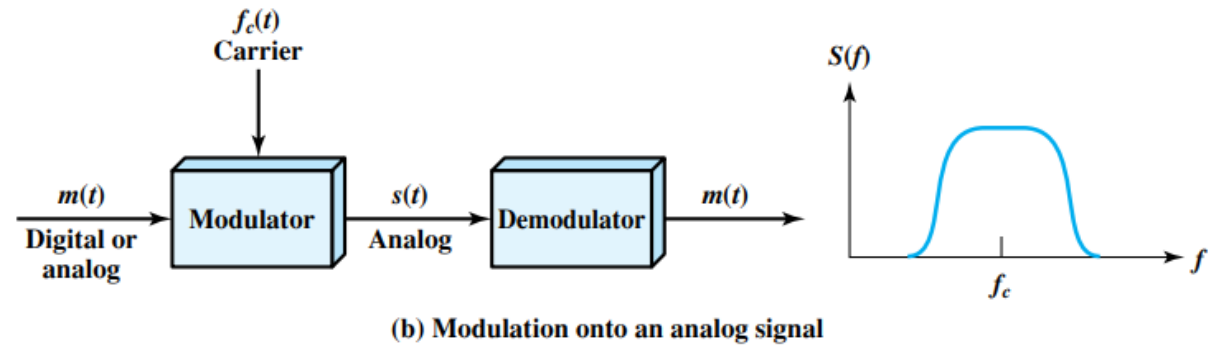 f_c(t)
Carrier
S(f)
m(t)
Modulator
s(t)
Demodulator
m(t)
Digital or
analog
Analog
f
f_c
(b) Modulation onto an analog signal